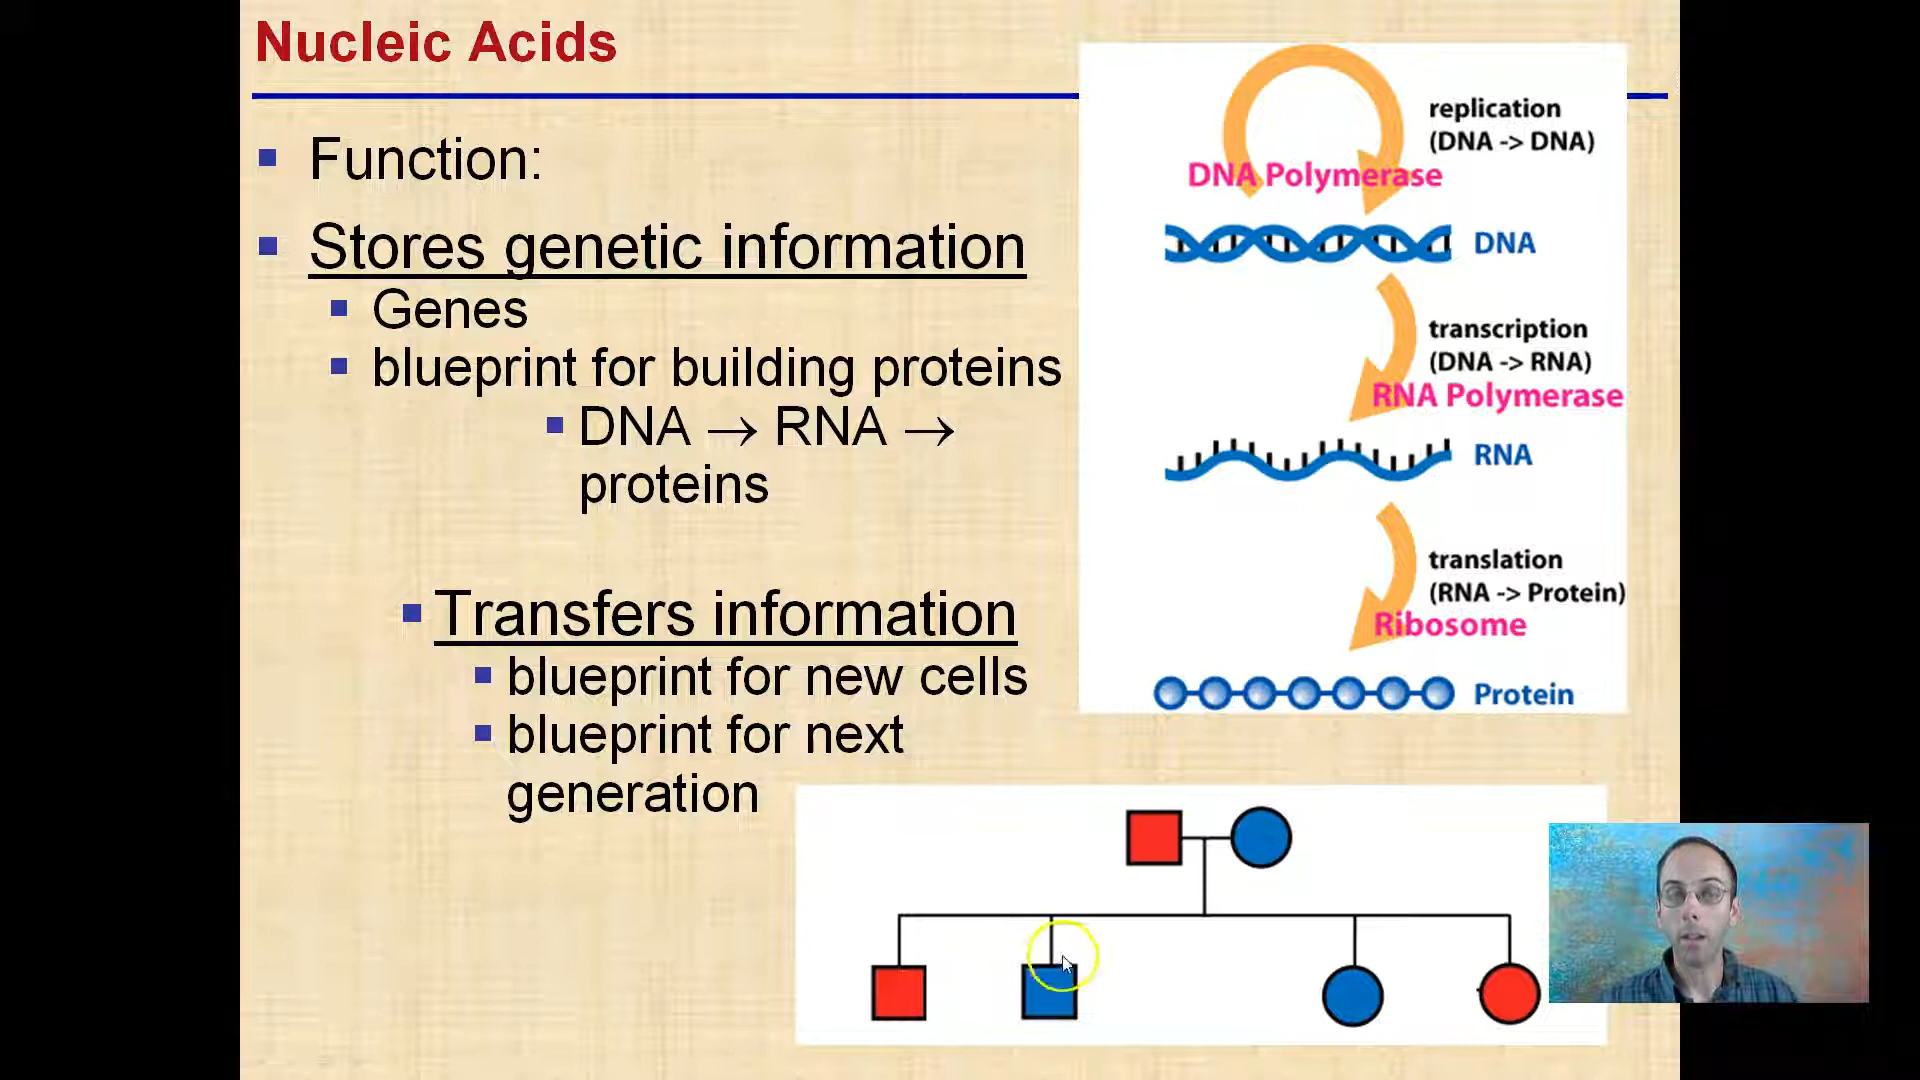 Nucleic Acids
Function:
Stores genetic information
Genes
blueprint for building proteins
DNA → RNA →
proteins
Transfers information
blueprint for new cells
blueprint for next
generation
replication
(DNA -> DNA)
DNA Polymerase
DNA
transcription
(DNA -> RNA)
RNA Polymerase
RNA
translation
(RNA -> Protein)
Ribosome
Protein